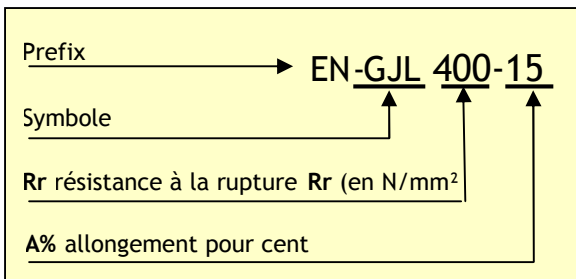 Prefix
EN-GJL 400-15
Symbole
Rr résistance à la rupture Rr (en N/mm²
A% allongement pour cent